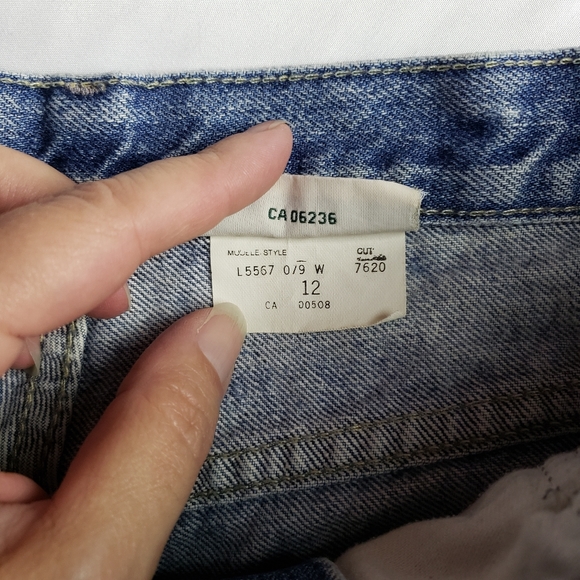 CA 06236
MODELE STYLE CUT
L5567 0/9 W 7620
12
CA 00508